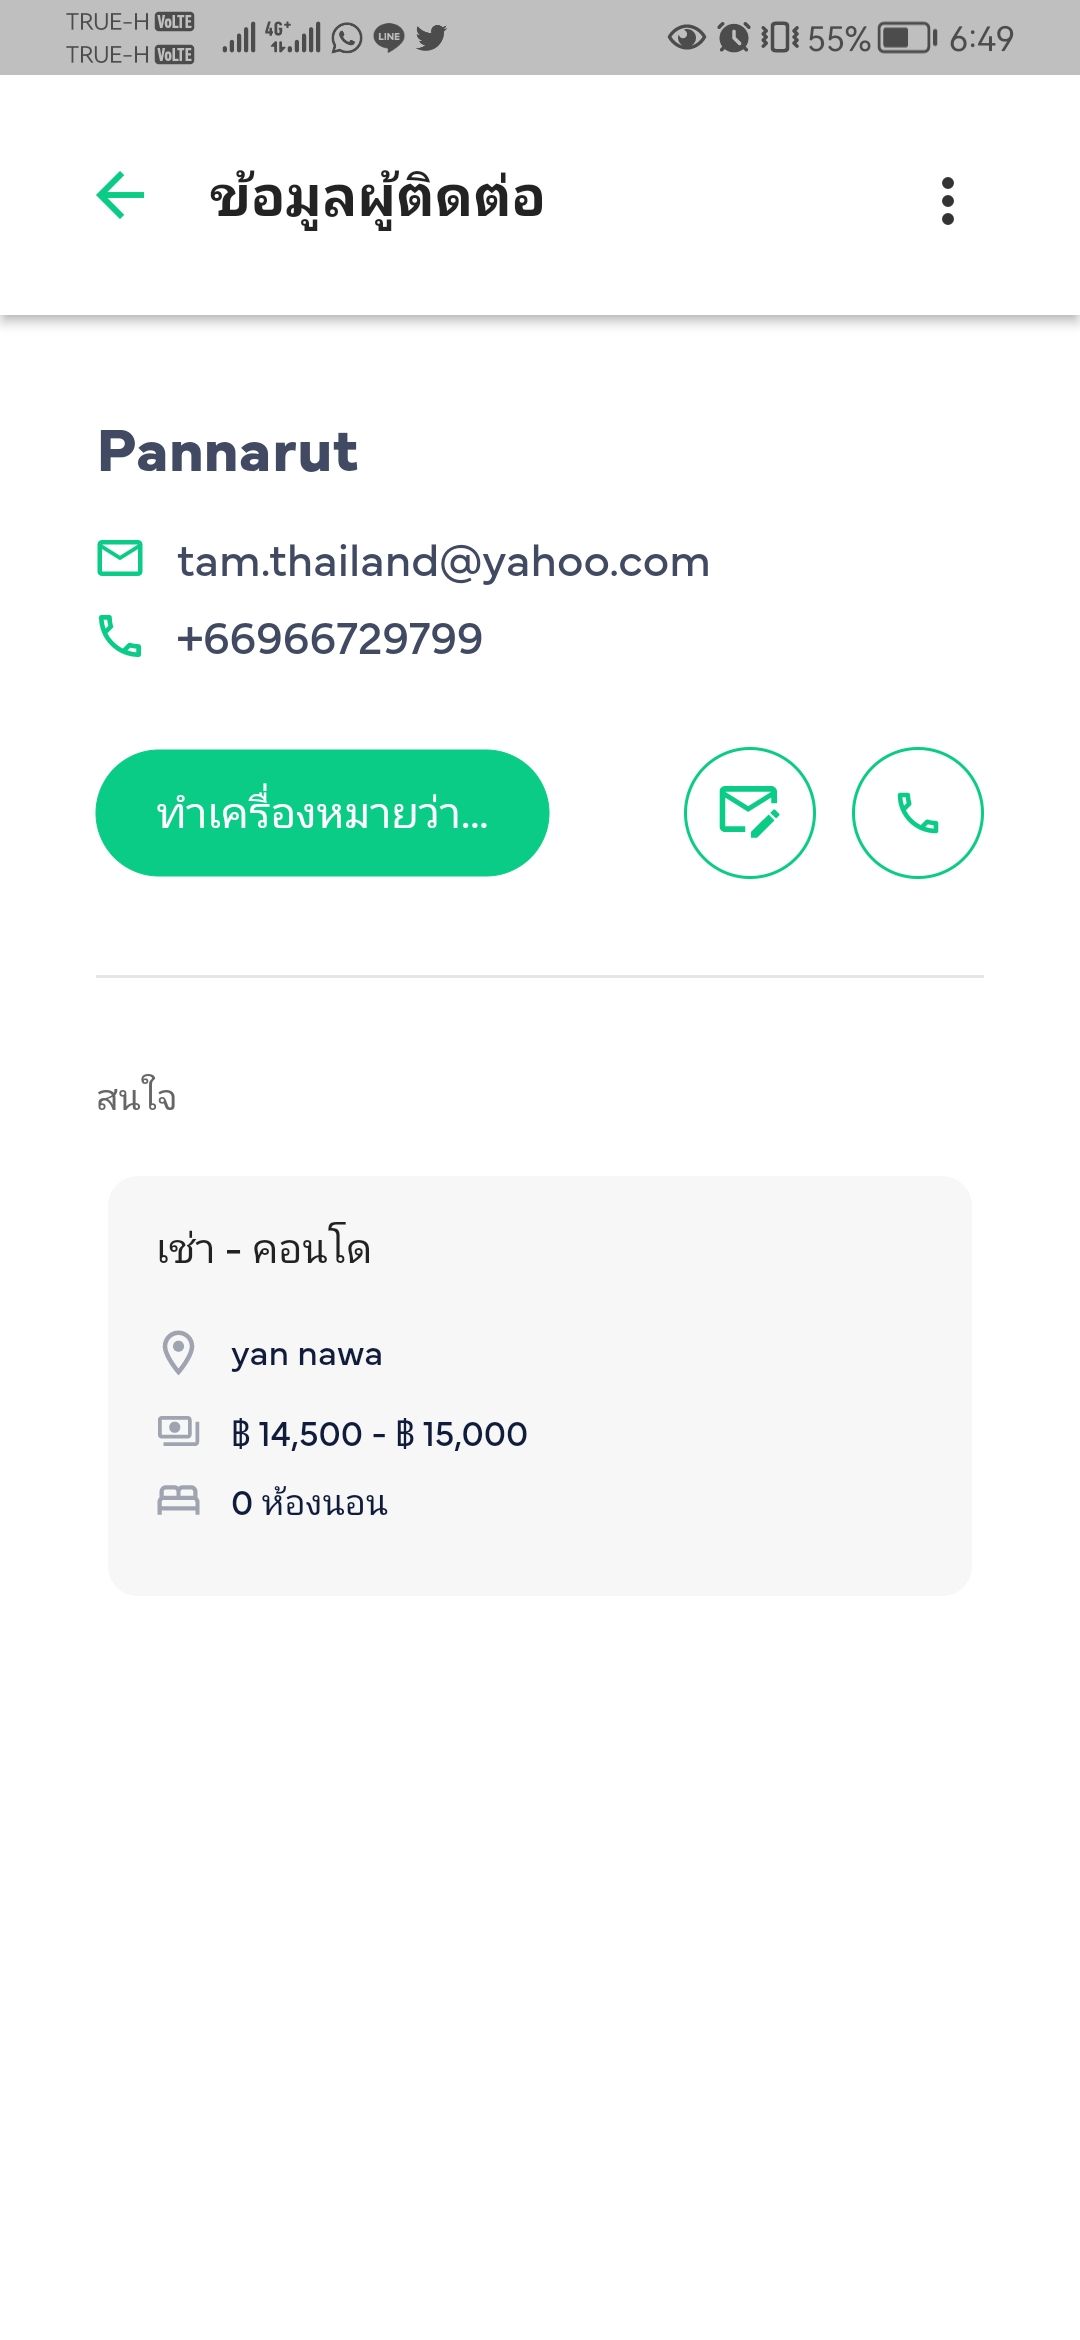 TRUE-H VoLTE
TRUE-H VoLTE
4G+
LINE
55%
6:49
ข้อมูลผู้ติดต่อ
Pannarut
tam.thailand@yahoo.com
+66966729799
ทำเครื่องหมายว่า...
สนใจ
เช่า - คอนโด
yan nawa
฿ 14,500 - ฿ 15,000
0 ห้องนอน